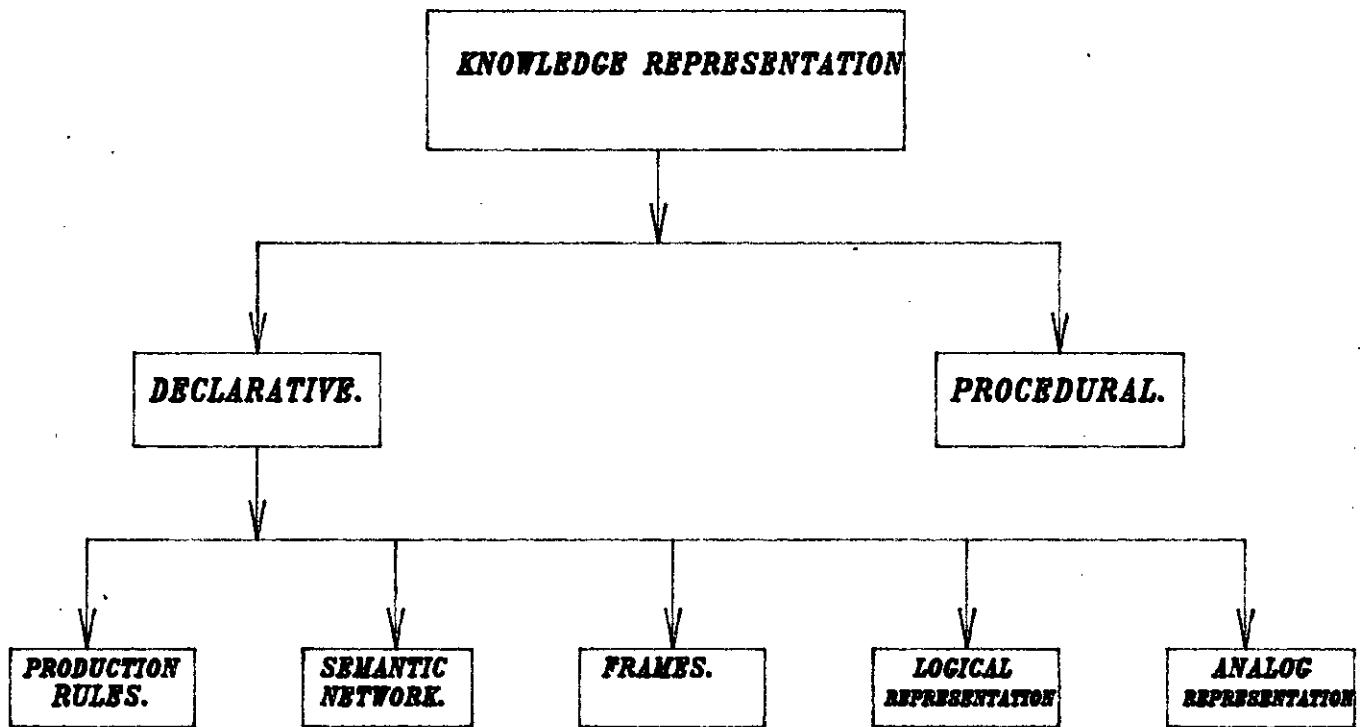 KNOWLEDGE REPRESENTATION
DECLARATIVE.
PROCEDURAL.
PRODUCTION
RULES.
SEMANTIC
NETWORK.
FRAMES.
LOGICAL
REPRESENTATION
ANALOG
REPRESENTATION